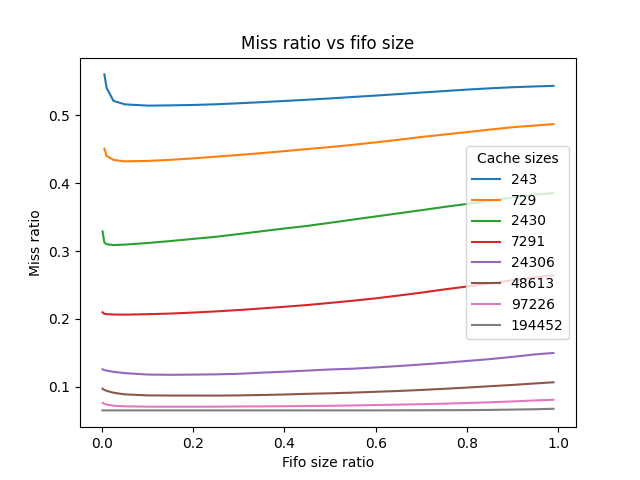 Miss ratio vs fifo size
Miss ratio
0.5
0.4
0.3
0.2
0.1
Cache sizes
243
729
2430
7291
24306
48613
97226
194452
0.0 0.2 0.4 0.6 0.8 1.0
Fifo size ratio